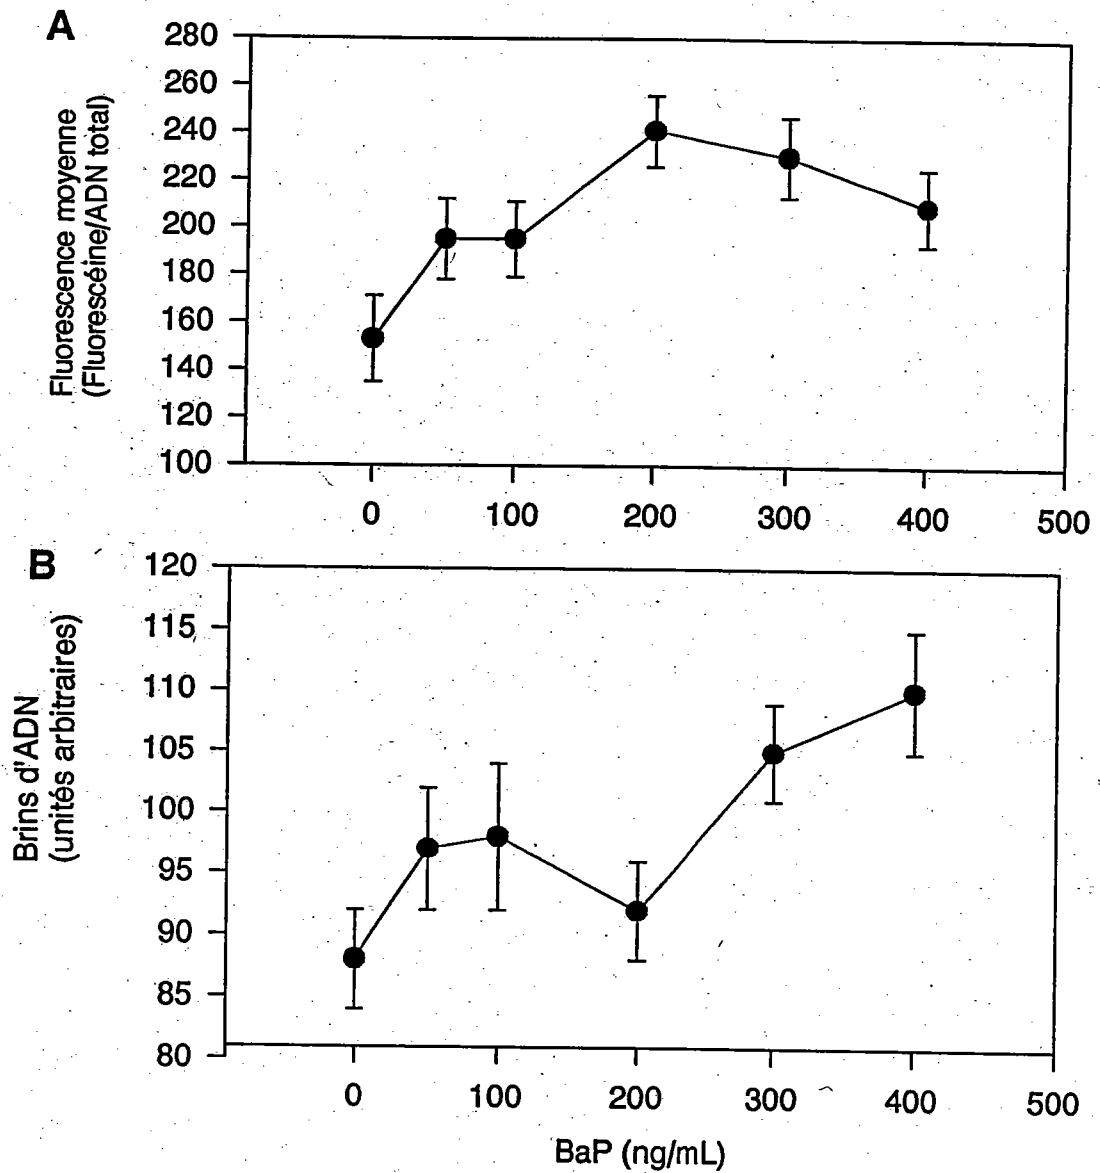 A
280
260
240
220
200
180
160
140
120
100
Fluorescence moyenne
(Fluorescéine/ADN total)
0 100 200 300 400 500
B
120
115
110
105
100
95
90
85
80
Brins d'ADN
(unités arbitraires)
0 100 200 300 400 500
BaP (ng/mL)